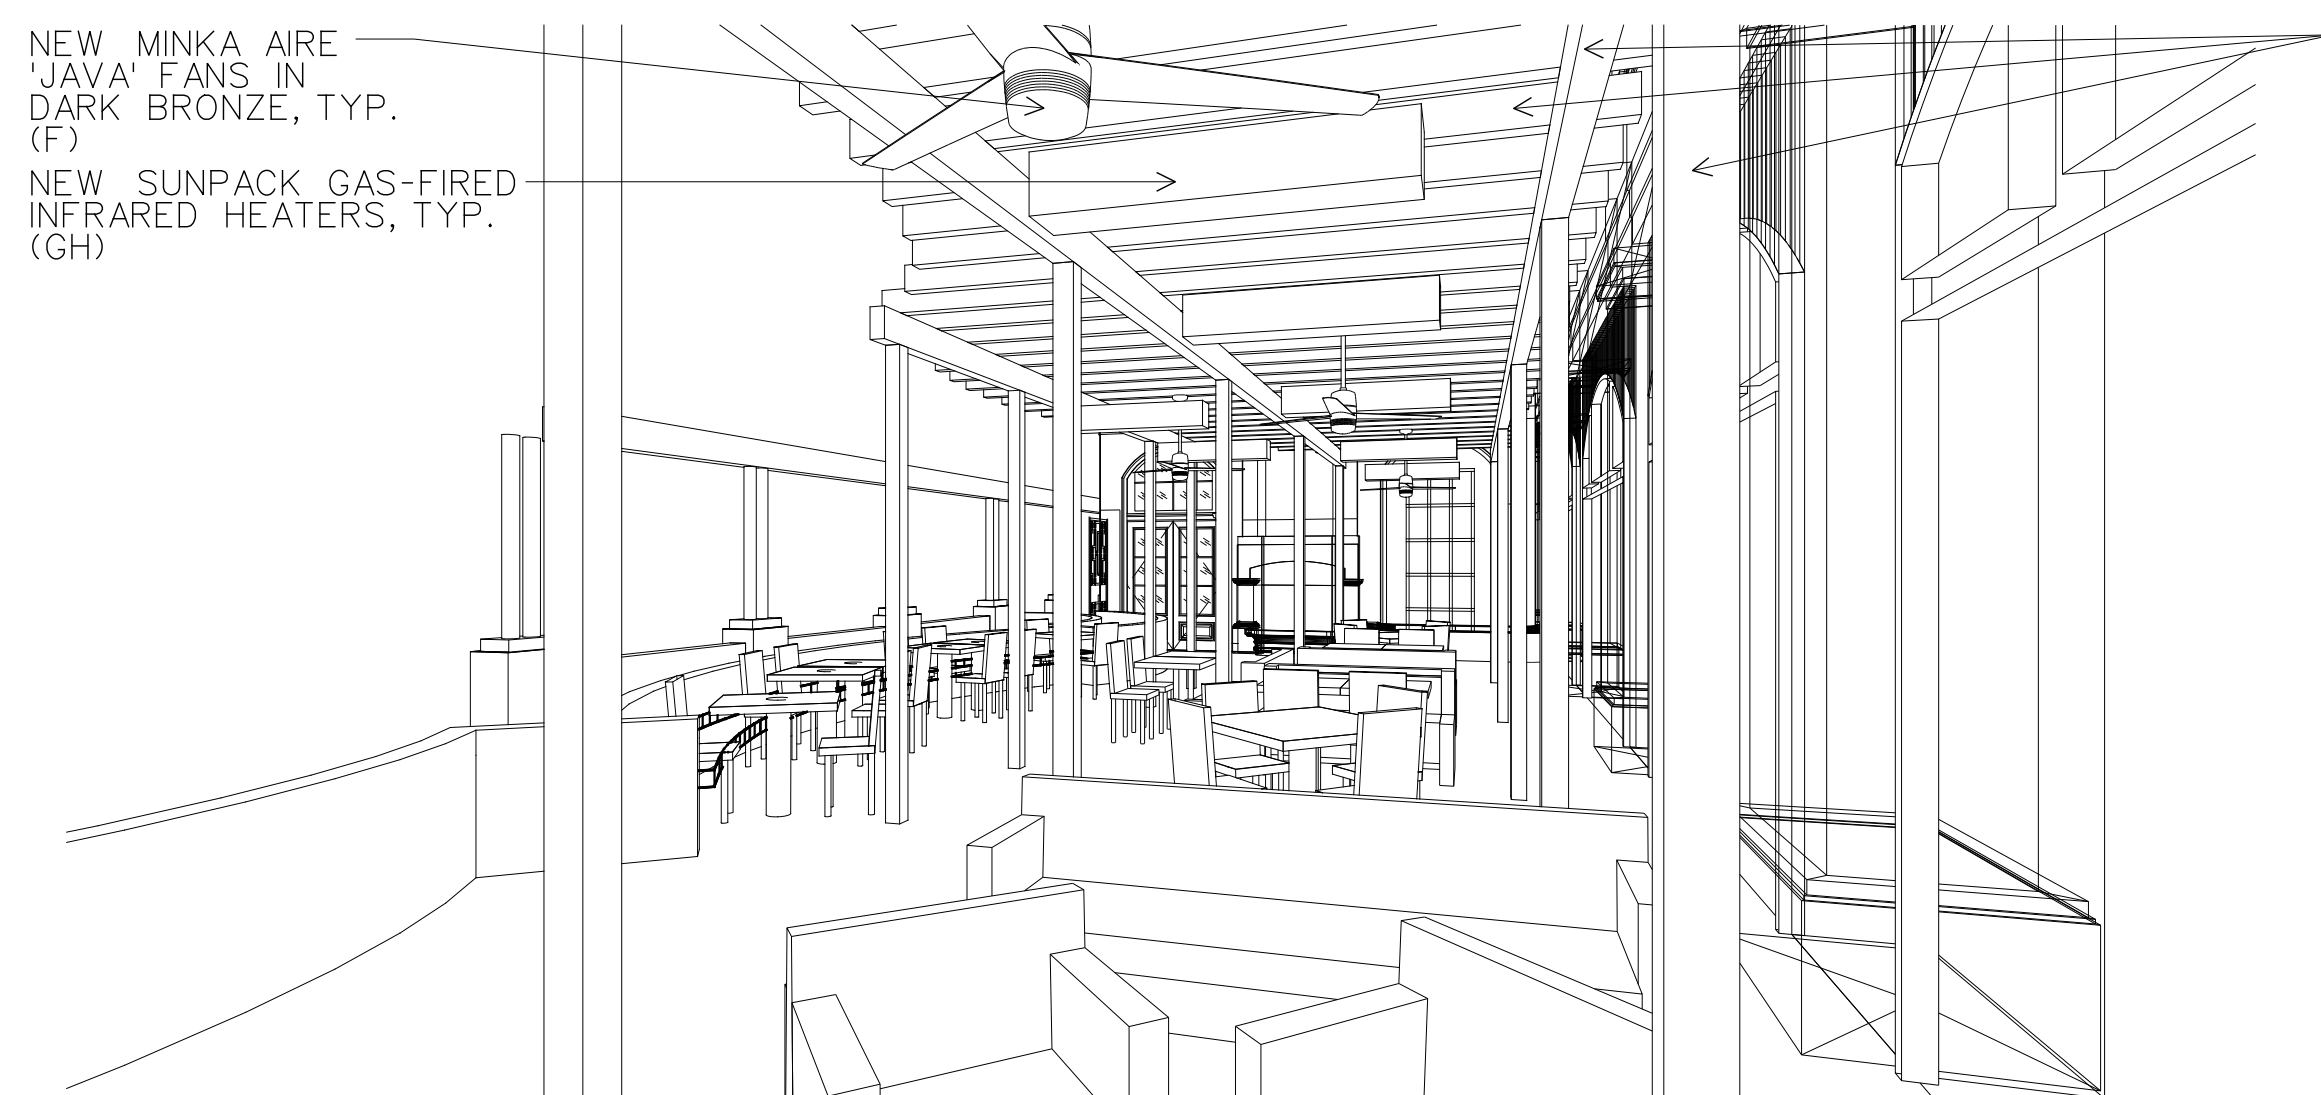 NEW MINKA AIRE
'JAVA' FANS IN
DARK BRONZE, TYP.
(F)
NEW SUNPACK GAS-FIRED
INFRARED HEATERS, TYP.
(GH)